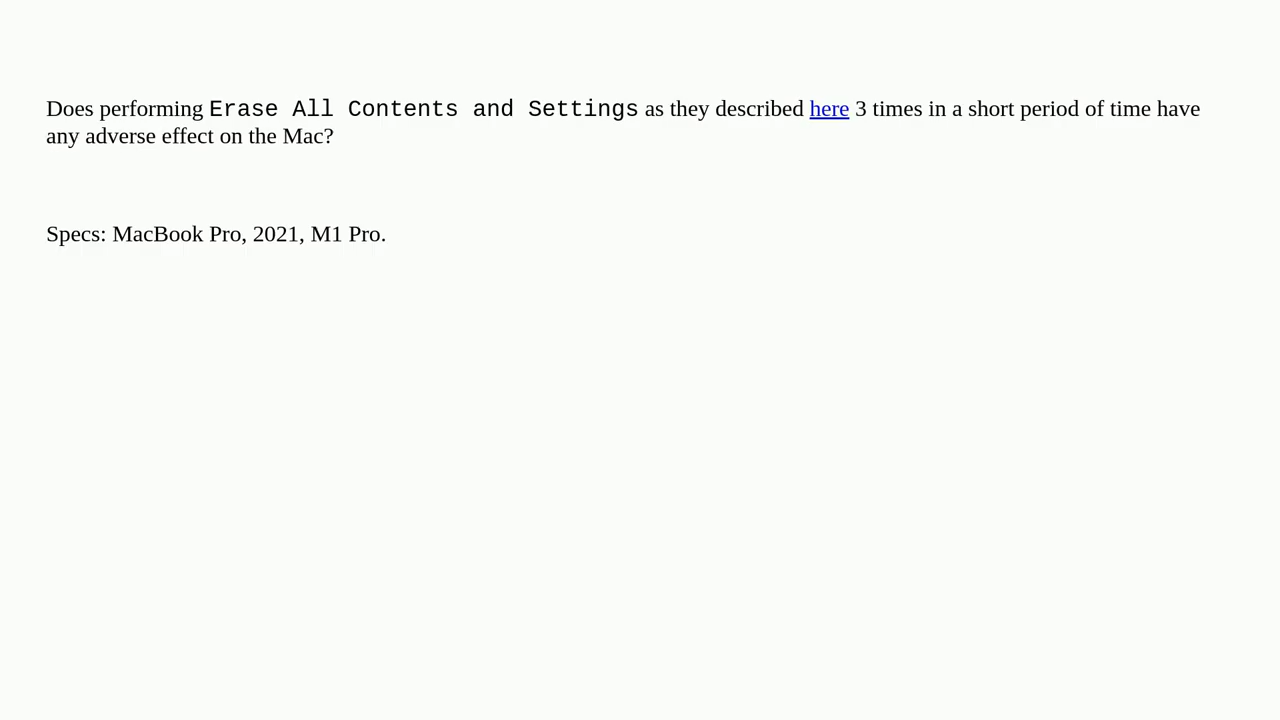 Does performing Erase All Contents and Settings as they described here 3 times in a short period of time have
any adverse effect on the Mac?
Specs: MacBook Pro, 2021, M1 Pro.